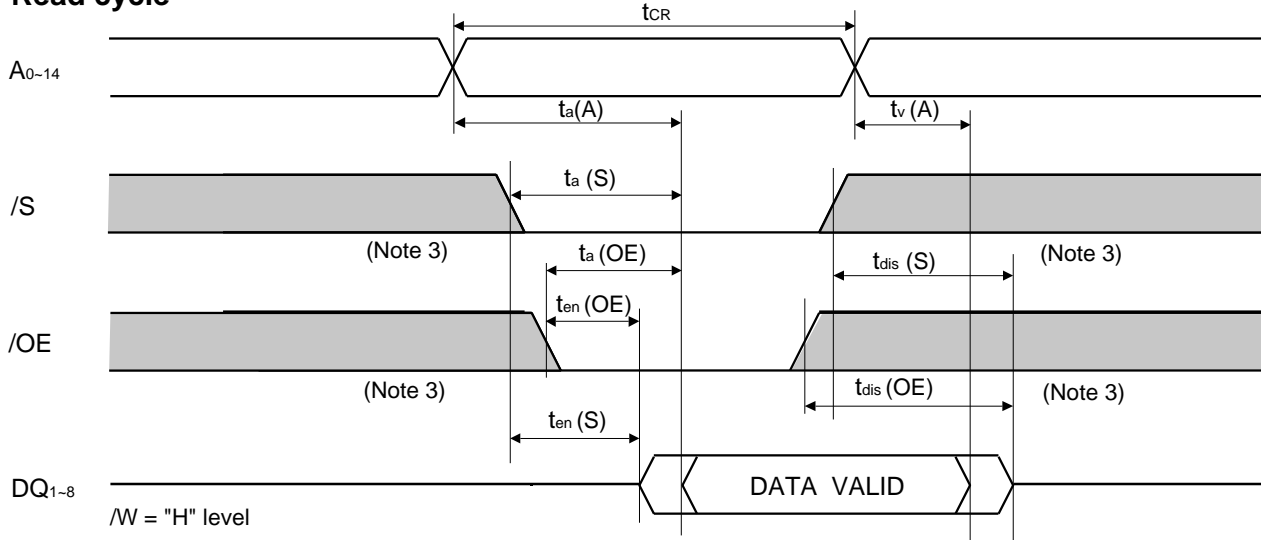 Read cycle
tCR
A0~14
ta(A)
tv (A)
ta (S)
/S
(Note 3)
(Note 3)
ta (OE)
tdis (S)
ten (OE)
/OE
(Note 3)
(Note 3)
tdis (OE)
ten (S)
DQ1~8
DATA VALID
/W = "H" level